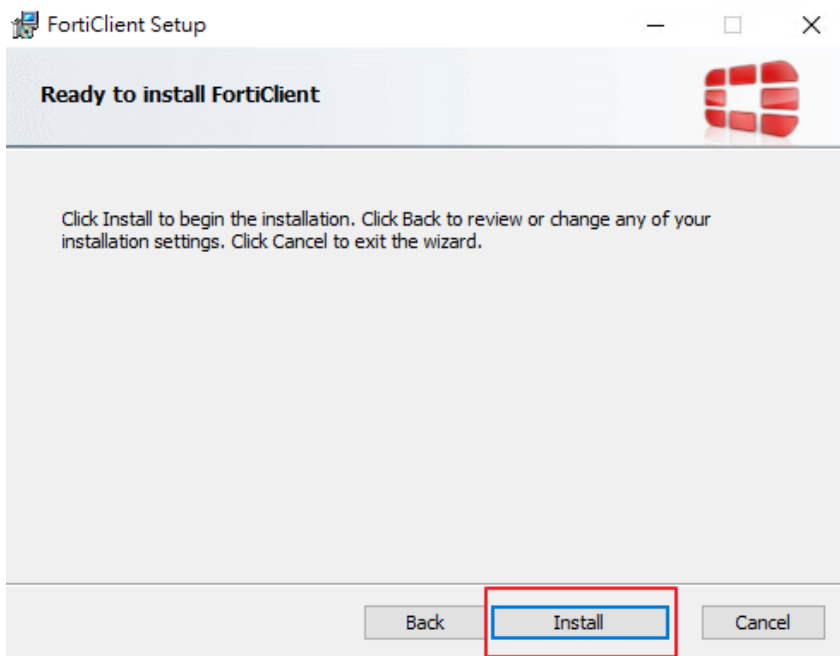 FortiClient Setup
Ready to install FortiClient
Click Install to begin the installation. Click Back to review or change any of your
installation settings. Click Cancel to exit the wizard.
Back Install Cancel